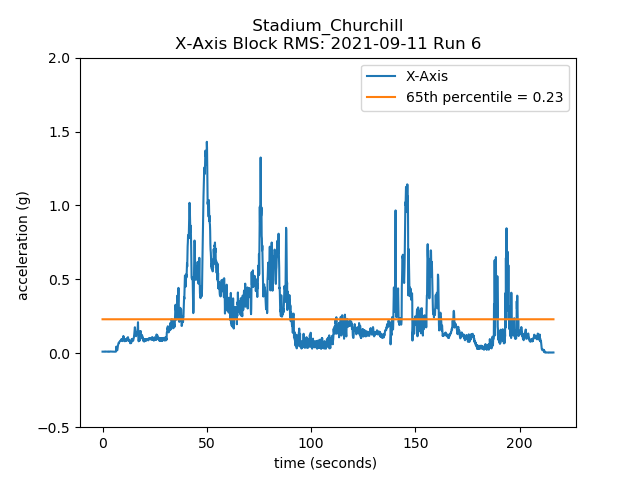 Stadium_Churchill
X-Axis Block RMS: 2021-09-11 Run 6
X-Axis
65th percentile = 0.23
2.0
1.5
1.0
0.5
0.0
−0.5
acceleration (g)
0 50 100 150 200
time (seconds)